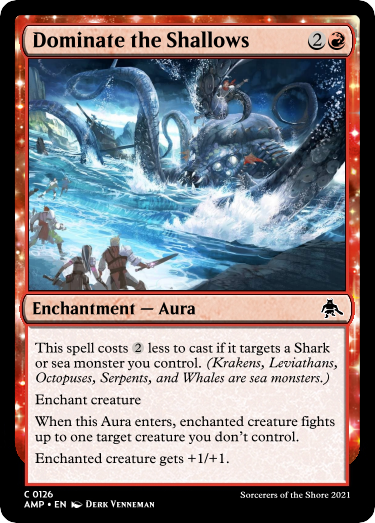 Dominate the Shallows 2
Enchantment — Aura
This spell costs 2 less to cast if it targets a Shark
or sea monster you control. (Krakens, Leviathans,
Octopuses, Serpents, and Whales are sea monsters.)
Enchant creature
When this Aura enters, enchanted creature fights
up to one target creature you don't control.
Enchanted creature gets +1/+1.
C 0126
AMP • EN Derk Venneman
Sorcerers of the Shore 2021